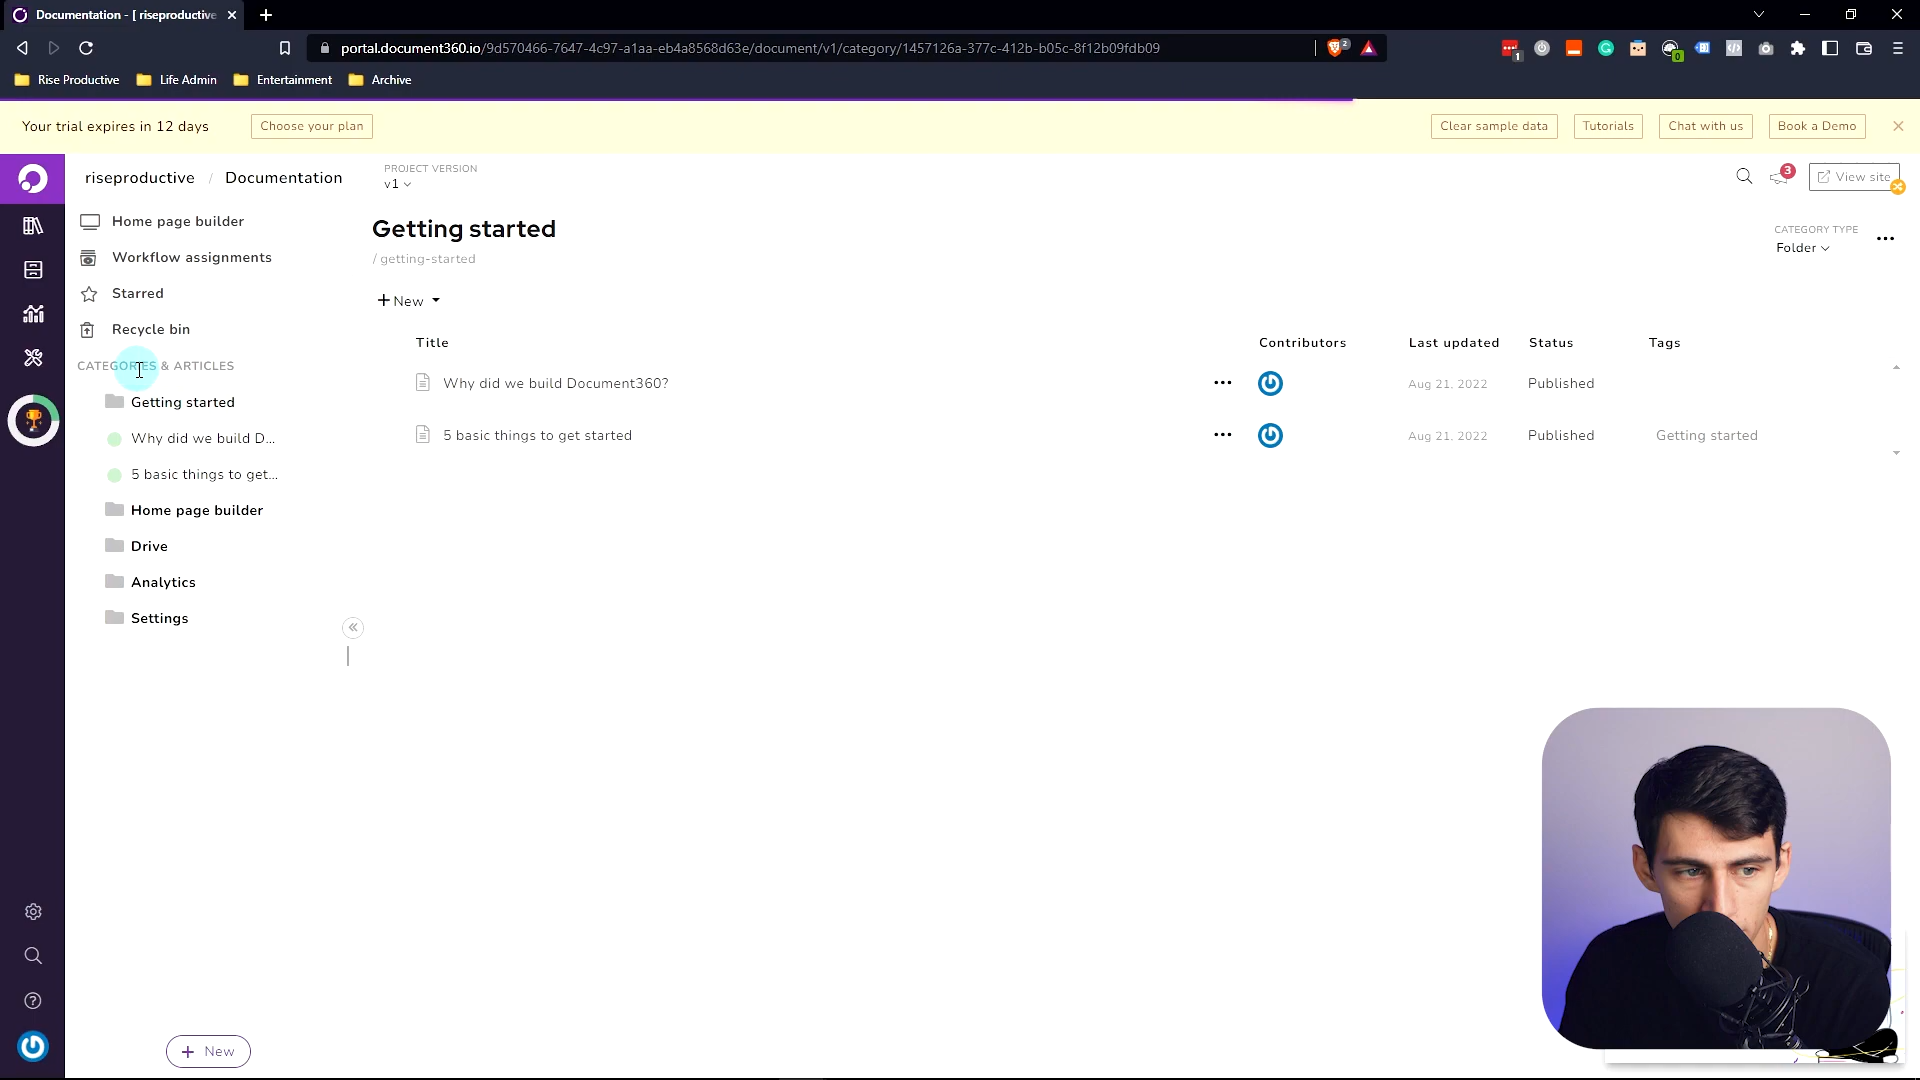 Documentation - [ riseproductive
portal.document360.io/9d570466-7647-4c97-a1aa-eb4a8568d63e/document/v1/category/1457126a-377c-412b-b05c-8f12b09fdb09
2
1
0
Rise Productive
Life Admin
Entertainment
Archive
Your trial expires in 12 days
Choose your plan
Clear sample data
Tutorials
Chat with us
Book a Demo
riseproductive / Documentation
PROJECT VERSION
v1
3
View site
Home page builder
Workflow assignments
Starred
Recycle bin
CATEGORIES & ARTICLES
Getting started
Why did we build D...
5 basic things to get...
Home page builder
Drive
Analytics
Settings
+ New
Getting started
/ getting-started
CATEGORY TYPE
Folder
+ New
Title Contributors Last updated Status Tags
Why did we build Document360? Aug 21, 2022 Published
5 basic things to get started Aug 21, 2022 Published Getting started